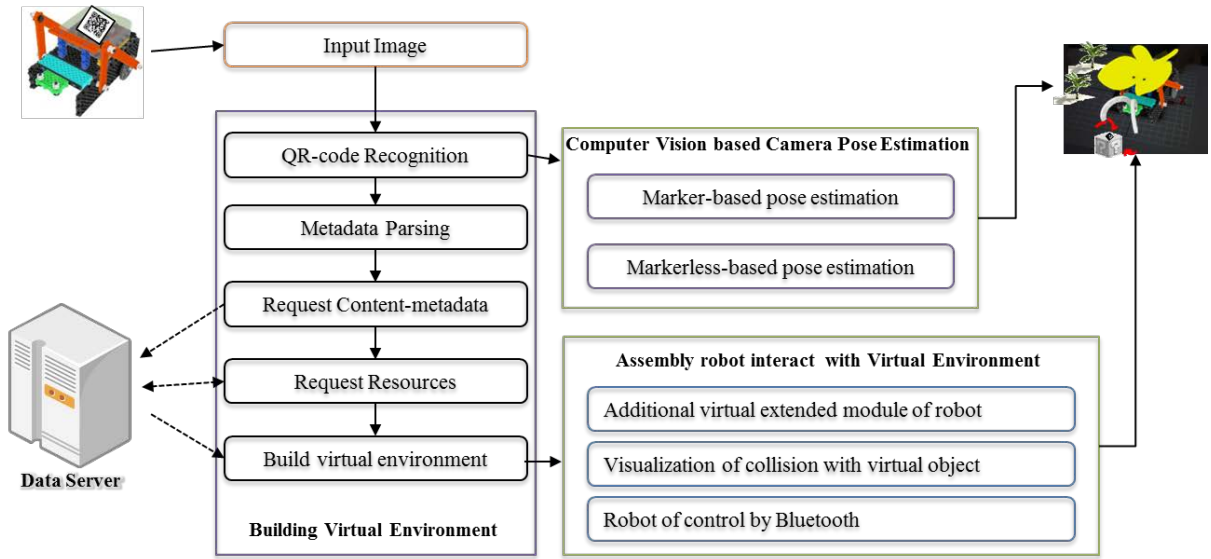 Input Image
QR-code Recognition
Metadata Parsing
Request Content-metadata
Request Resources
Build virtual environment
Building Virtual Environment
Data Server
Computer Vision based Camera Pose Estimation
Marker-based pose estimation
Markerless-based pose estimation
Assembly robot interact with Virtual Environment
Additional virtual extended module of robot
Visualization of collision with virtual object
Robot of control by Bluetooth